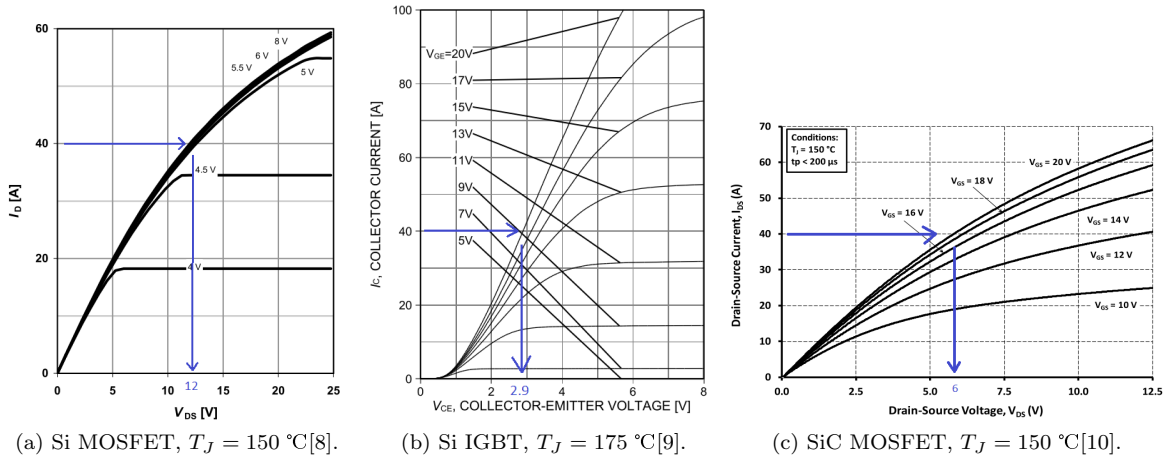 60
40
20
0
I_D [A]
8 V
6 V
5.5 V
5 V
4.5 V
4 V
0
5
10
12
15
20
25
V_DS [V]
(a) Si MOSFET, T_J = 150 °C[8].
100
80
60
40
20
0
I_C, COLLECTOR CURRENT [A]
V_GE=20V
17V
15V
13V
11V
9V
7V
5V
0
2
2.9
4
6
8
V_CE, COLLECTOR-EMITTER VOLTAGE [V]
(b) Si IGBT, T_J = 175 °C[9].
70
60
50
40
30
20
10
0
Drain-Source Current, I_DS (A)
Conditions:
T_J = 150 °C
tp < 200 µs
V_GS = 20 V
V_GS = 18 V
V_GS = 16 V
V_GS = 14 V
V_GS = 12 V
V_GS = 10 V
0.0
2.5
5.0
6
7.5
10.0
12.5
Drain-Source Voltage, V_DS (V)
(c) SiC MOSFET, T_J = 150 °C[10].